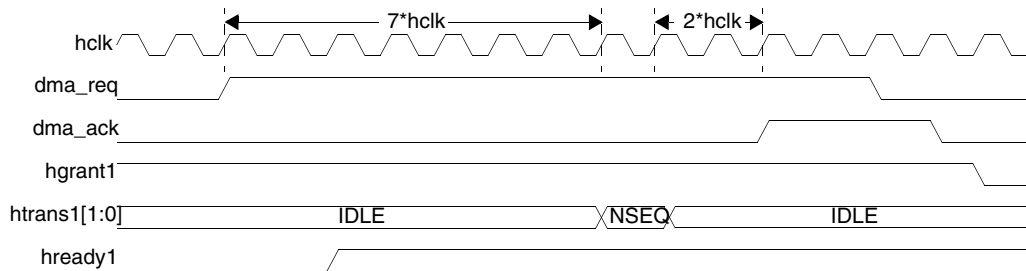 7*hclk 2*hclk
hclk
dma_req
dma_ack
hgrant1
htrans1[1:0] IDLE NSEQ IDLE
hready1